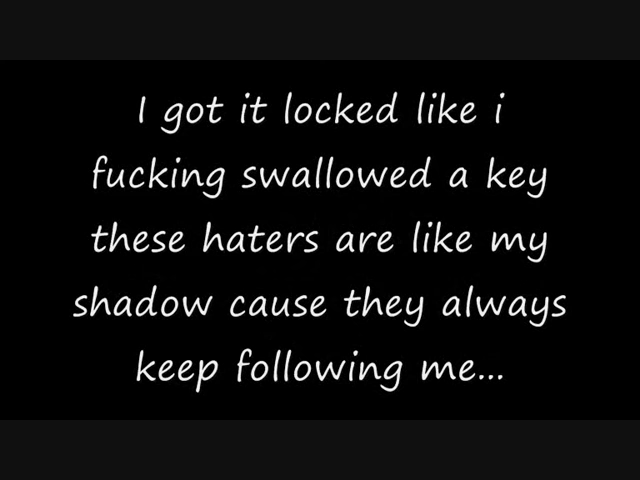 I got it locked like i
fucking swallowed a key
these haters are like my
shadow cause they always
keep following me...